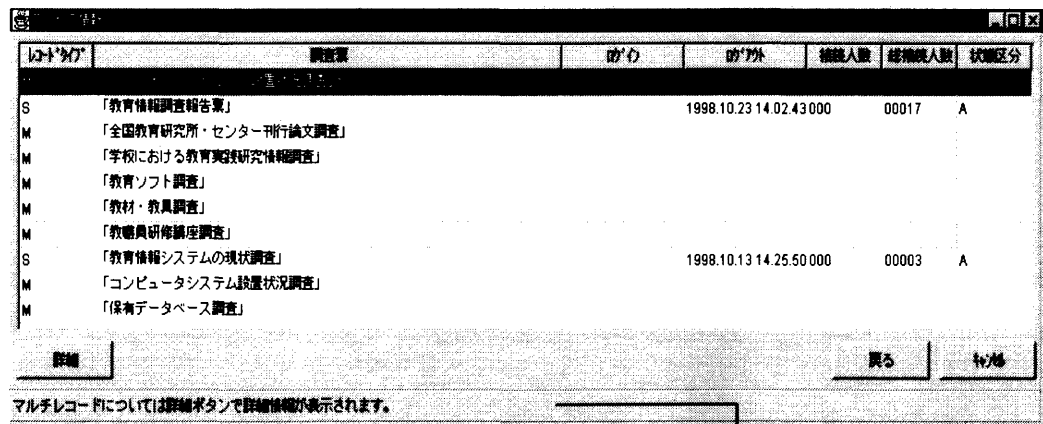 ﾚｺｰﾄﾞﾀｲﾌﾟ 調査票 ﾛｸﾞｲﾝ ﾛｸﾞｱｳﾄ 接続人数 総接続人数 状態区分
S 「教育情報調査報告票」 1998.10.23 14.02.43 000 00017 A
M 「全国教育研究所・センター刊行論文調査」
M 「学校における教育実践研究情報調査」
M 「教育ソフト調査」
M 「教材・教具調査」
M 「教職員研修講座調査」
S 「教育情報システムの現状調査」 1998.10.13 14.25.50 000 00003 A
M 「コンピュータシステム設置状況調査」
M 「保有データベース調査」
詳細 戻る ｷｬﾝｾﾙ
マルチレコードについては詳細ボタンで詳細情報が表示されます。